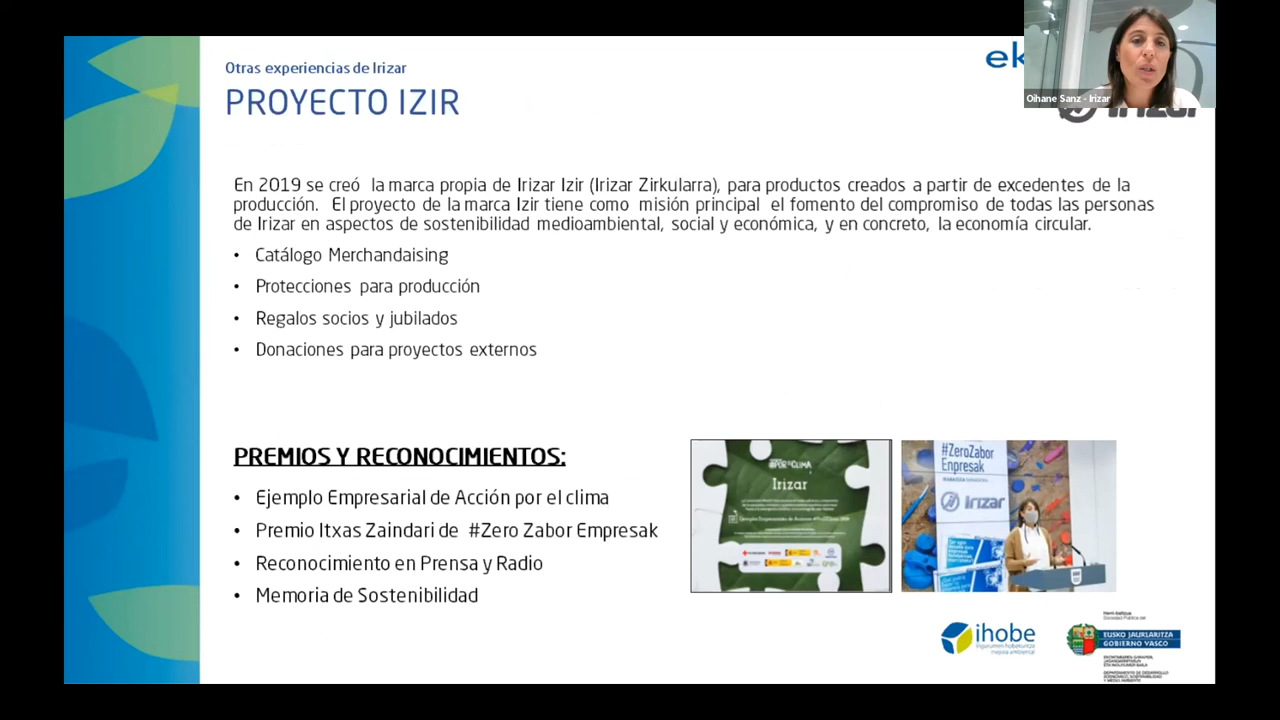 Otras experiencias de Irizar
PROYECTO IZIR
ek
Oihane Sanz - Irizar
Irizar
En 2019 se creó la marca propia de Irizar Izir (Irizar Zirkularra), para productos creados a partir de excedentes de la
producción. El proyecto de la marca Izir tiene como misión principal el fomento del compromiso de todas las personas
de Irizar en aspectos de sostenibilidad medioambiental, social y económica, y en concreto, la economía circular.
• Catálogo Merchandaising
• Protecciones para producción
• Regalos socios y jubilados
• Donaciones para proyectos externos
PREMIOS Y RECONOCIMIENTOS:
• Ejemplo Empresarial de Acción por el clima
• Premio Itxas Zaindari de #Zero Zabor Empresak
• Reconocimiento en Prensa y Radio
• Memoria de Sostenibilidad
Irizar
#ZeroZabor
Enpresak
Irizar
ihobe
EUSKO JAURLARITZA
GOBIERNO VASCO